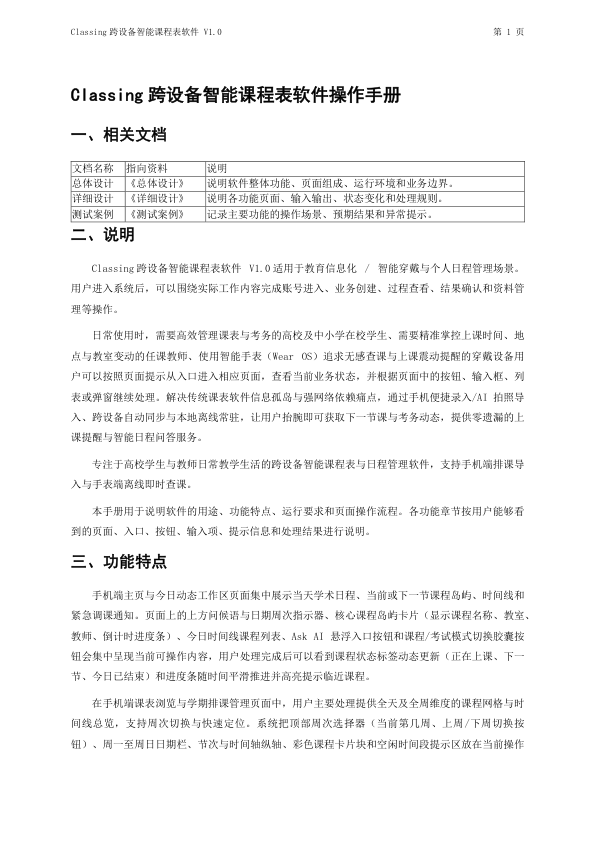 Classing 跨设备智能课程表软件 V1.0 第 1 页
Classing 跨设备智能课程表软件操作手册
一、相关文档
文档名称 指向资料 说明
总体设计 《总体设计》 说明软件整体功能、页面组成、运行环境和业务边界。
详细设计 《详细设计》 说明各功能页面、输入输出、状态变化和处理规则。
测试案例 《测试案例》 记录主要功能的操作场景、预期结果和异常提示。
二、说明
Classing 跨设备智能课程表软件 V1.0 适用于教育信息化 / 智能穿戴与个人日程管理场景。
用户进入系统后，可以围绕实际工作内容完成账号进入、业务创建、过程查看、结果确认和资料管
理等操作。
日常使用时，需要高效管理课表与考务的高校及中小学在校学生、需要精准掌控上课时间、地
点与教室变动的任课教师、使用智能手表（Wear OS）追求无感查课与上课震动提醒的穿戴设备用
户可以按照页面提示从入口进入相应页面，查看当前业务状态，并根据页面中的按钮、输入框、列
表或弹窗继续处理。解决传统课表软件信息孤岛与强网络依赖痛点，通过手机便捷录入/AI 拍照导
入、跨设备自动同步与本地离线常驻，让用户抬腕即可获取下一节课与考务动态，提供零遗漏的上
课提醒与智能日程问答服务。
专注于高校学生与教师日常教学生活的跨设备智能课程表与日程管理软件，支持手机端排课导
入与手表端离线即时查课。
本手册用于说明软件的用途、功能特点、运行要求和页面操作流程。各功能章节按用户能够看
到的页面、入口、按钮、输入项、提示信息和处理结果进行说明。
三、功能特点
手机端主页与今日动态工作区页面集中展示当天学术日程、当前或下一节课程岛屿、时间线和
紧急调课通知。页面上的上方问候语与日期周次指示器、核心课程岛屿卡片（显示课程名称、教室、
教师、倒计时进度条）、今日时间线课程列表、Ask AI 悬浮入口按钮和课程/考试模式切换胶囊按
钮会集中呈现当前可操作内容，用户处理完成后可以看到课程状态标签动态更新（正在上课、下一
节、今日已结束）和进度条随时间平滑推进并高亮提示临近课程。
在手机端课表浏览与学期排课管理页面中，用户主要处理提供全天及全周维度的课程网格与时
间线总览，支持周次切换与快速定位。系统把顶部周次选择器（当前第几周、上周/下周切换按
钮）、周一至周日日期栏、节次与时间轴纵轴、彩色课程卡片块和空闲时间段提示区放在当前操作